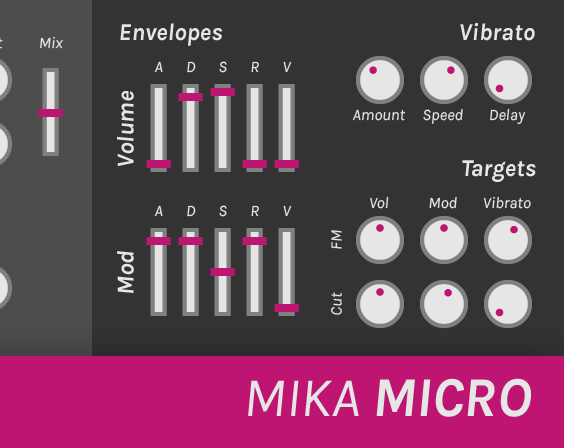 Envelopes
Vibrato
t
Mix
A D S R V
Volume
Amount Speed Delay
Targets
Vol Mod Vibrato
A D S R V
Mod
FM
Cut
MIKA MICRO